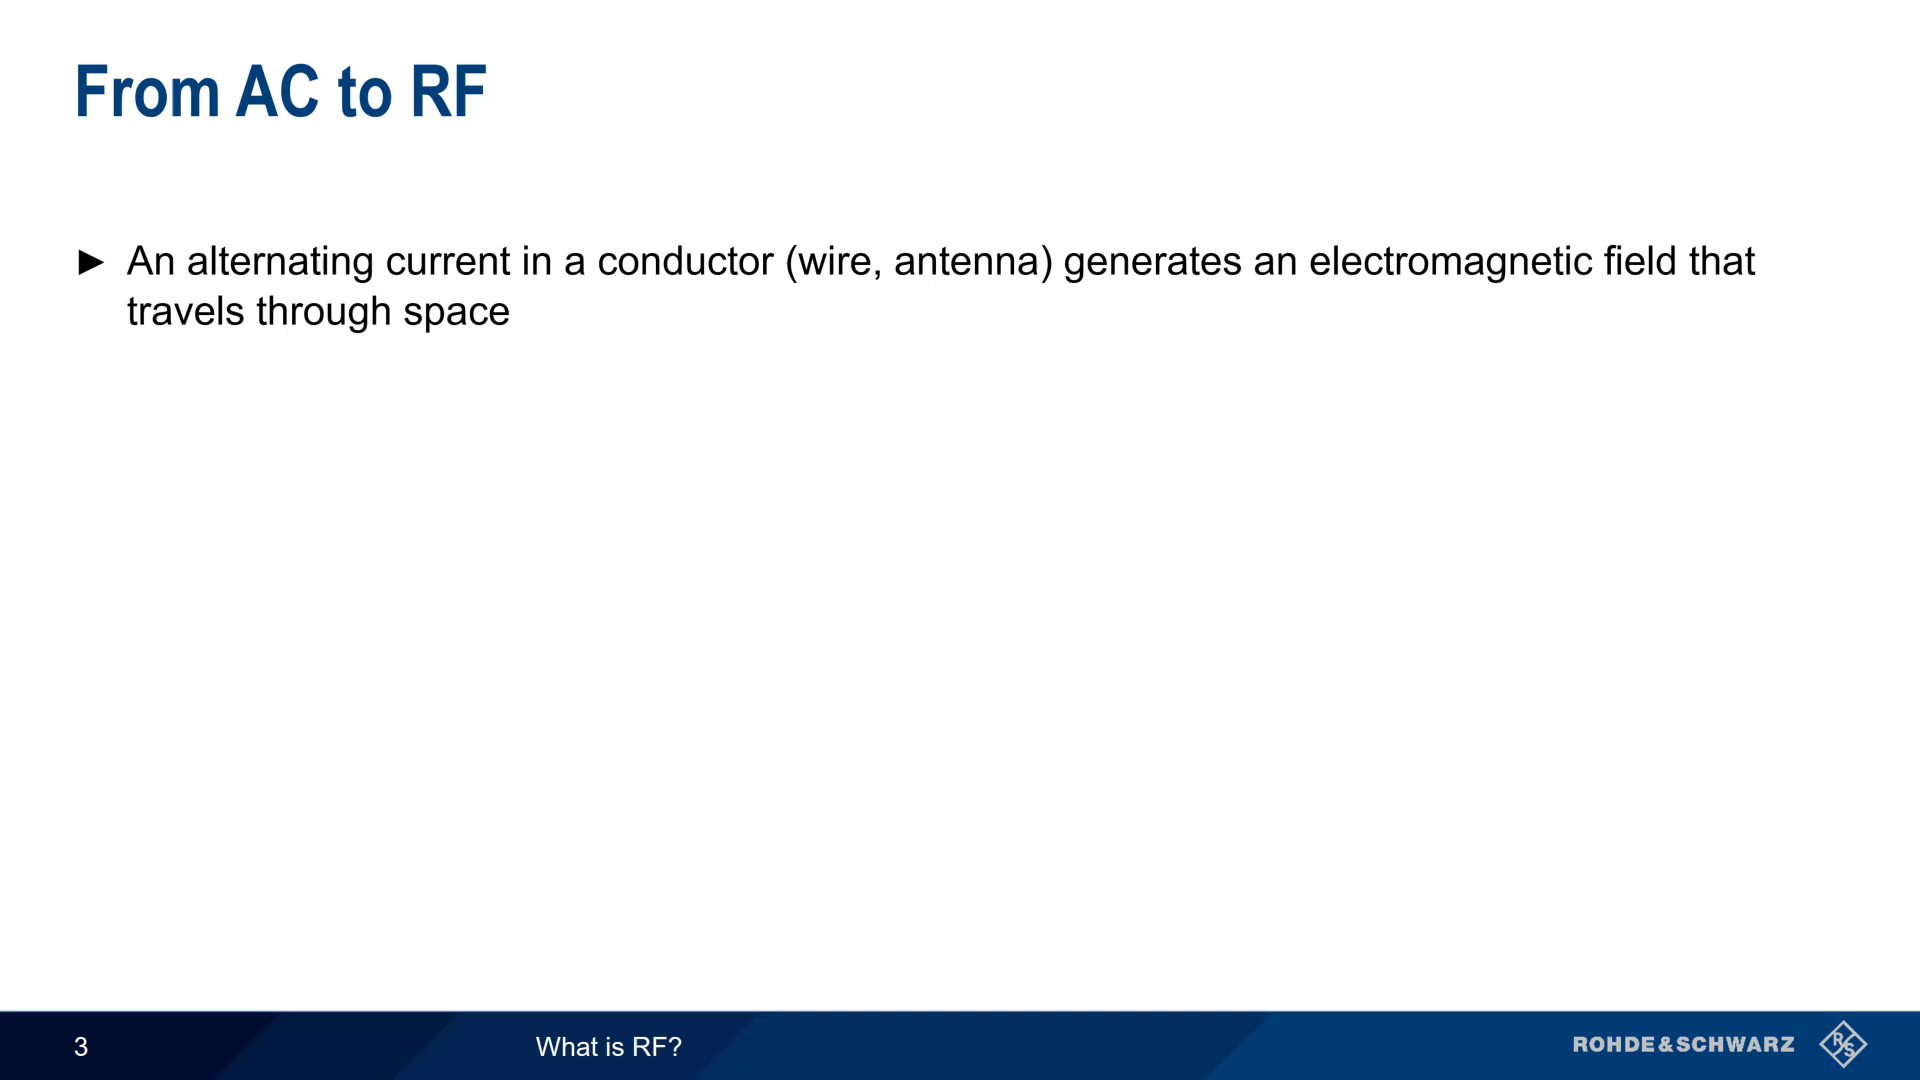 From AC to RF
► An alternating current in a conductor (wire, antenna) generates an electromagnetic field that
travels through space
3
What is RF?
ROHDE&SCHWARZ
RS